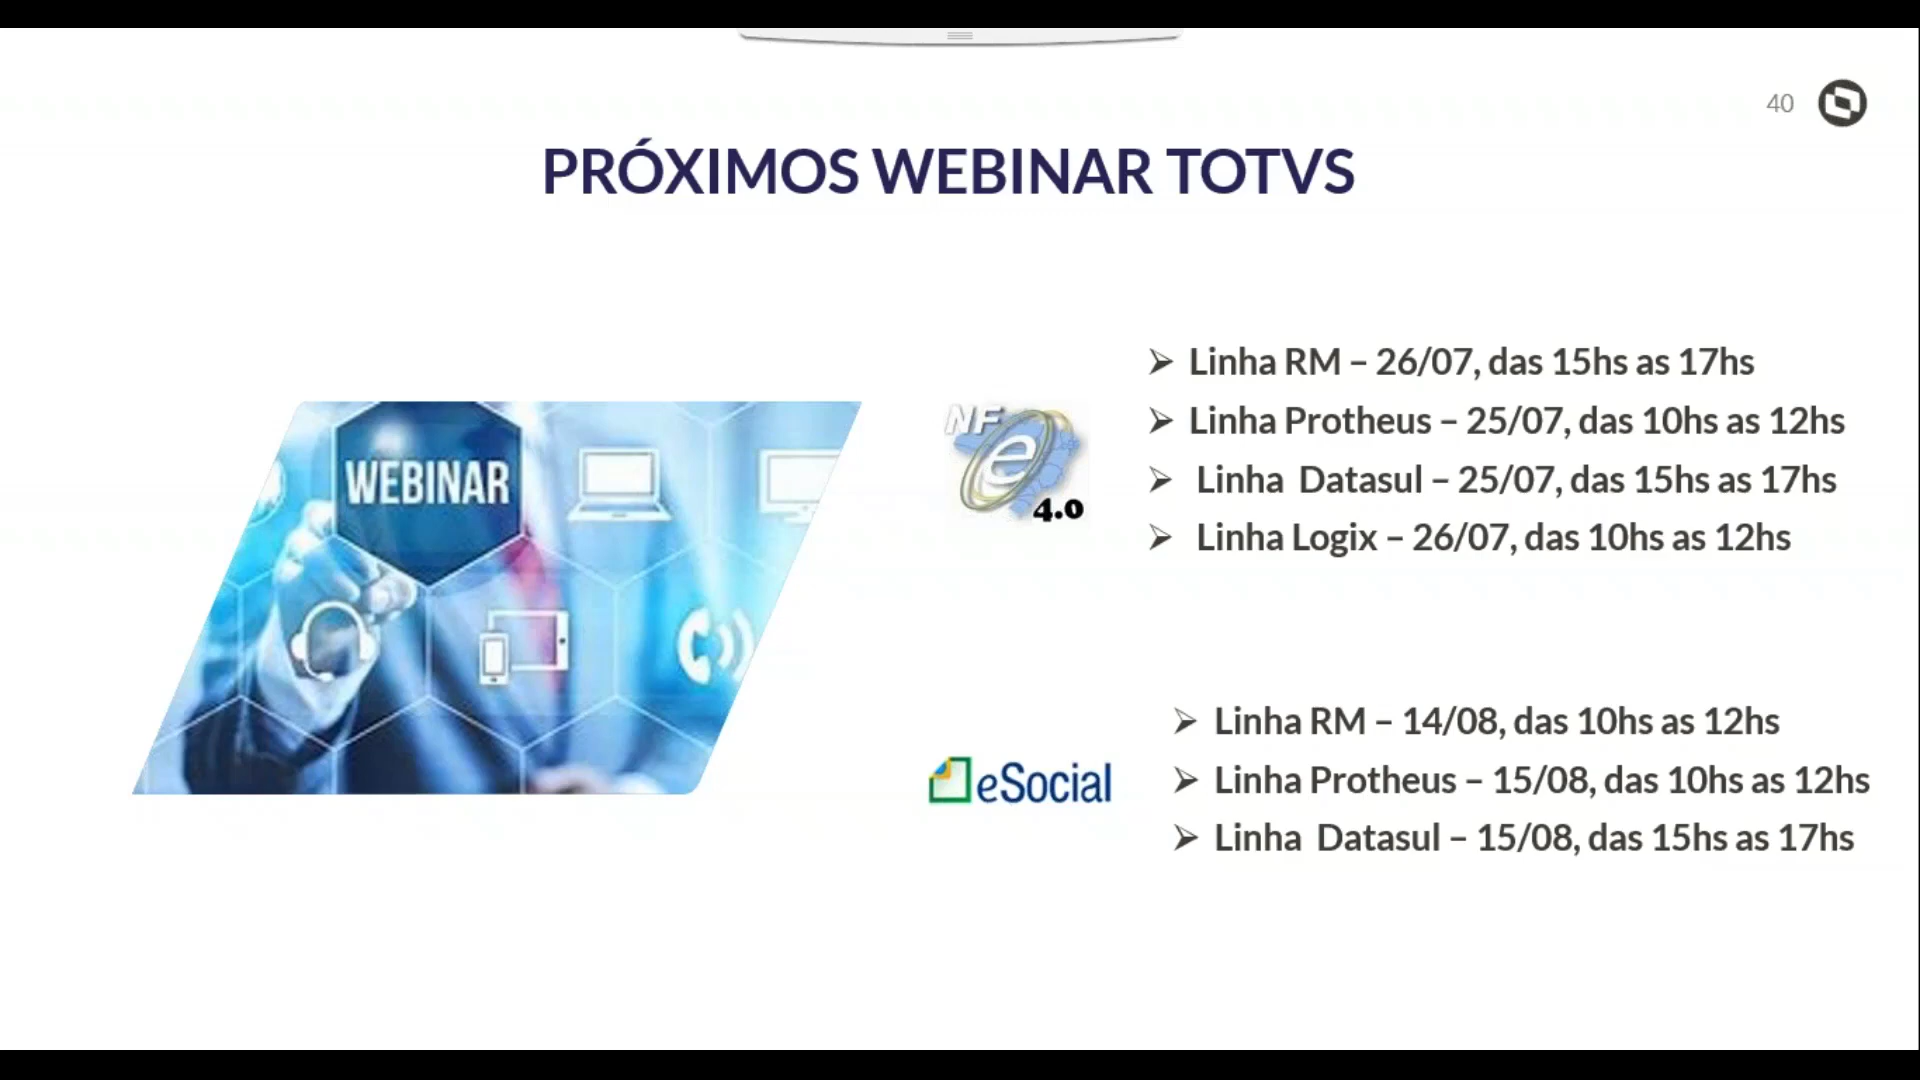 40
PRÓXIMOS WEBINAR TOTVS
WEBINAR
NF
e
4.0
Linha RM – 26/07, das 15hs as 17hs
Linha Protheus – 25/07, das 10hs as 12hs
Linha Datasul – 25/07, das 15hs as 17hs
Linha Logix – 26/07, das 10hs as 12hs
eSocial
Linha RM – 14/08, das 10hs as 12hs
Linha Protheus – 15/08, das 10hs as 12hs
Linha Datasul – 15/08, das 15hs as 17hs